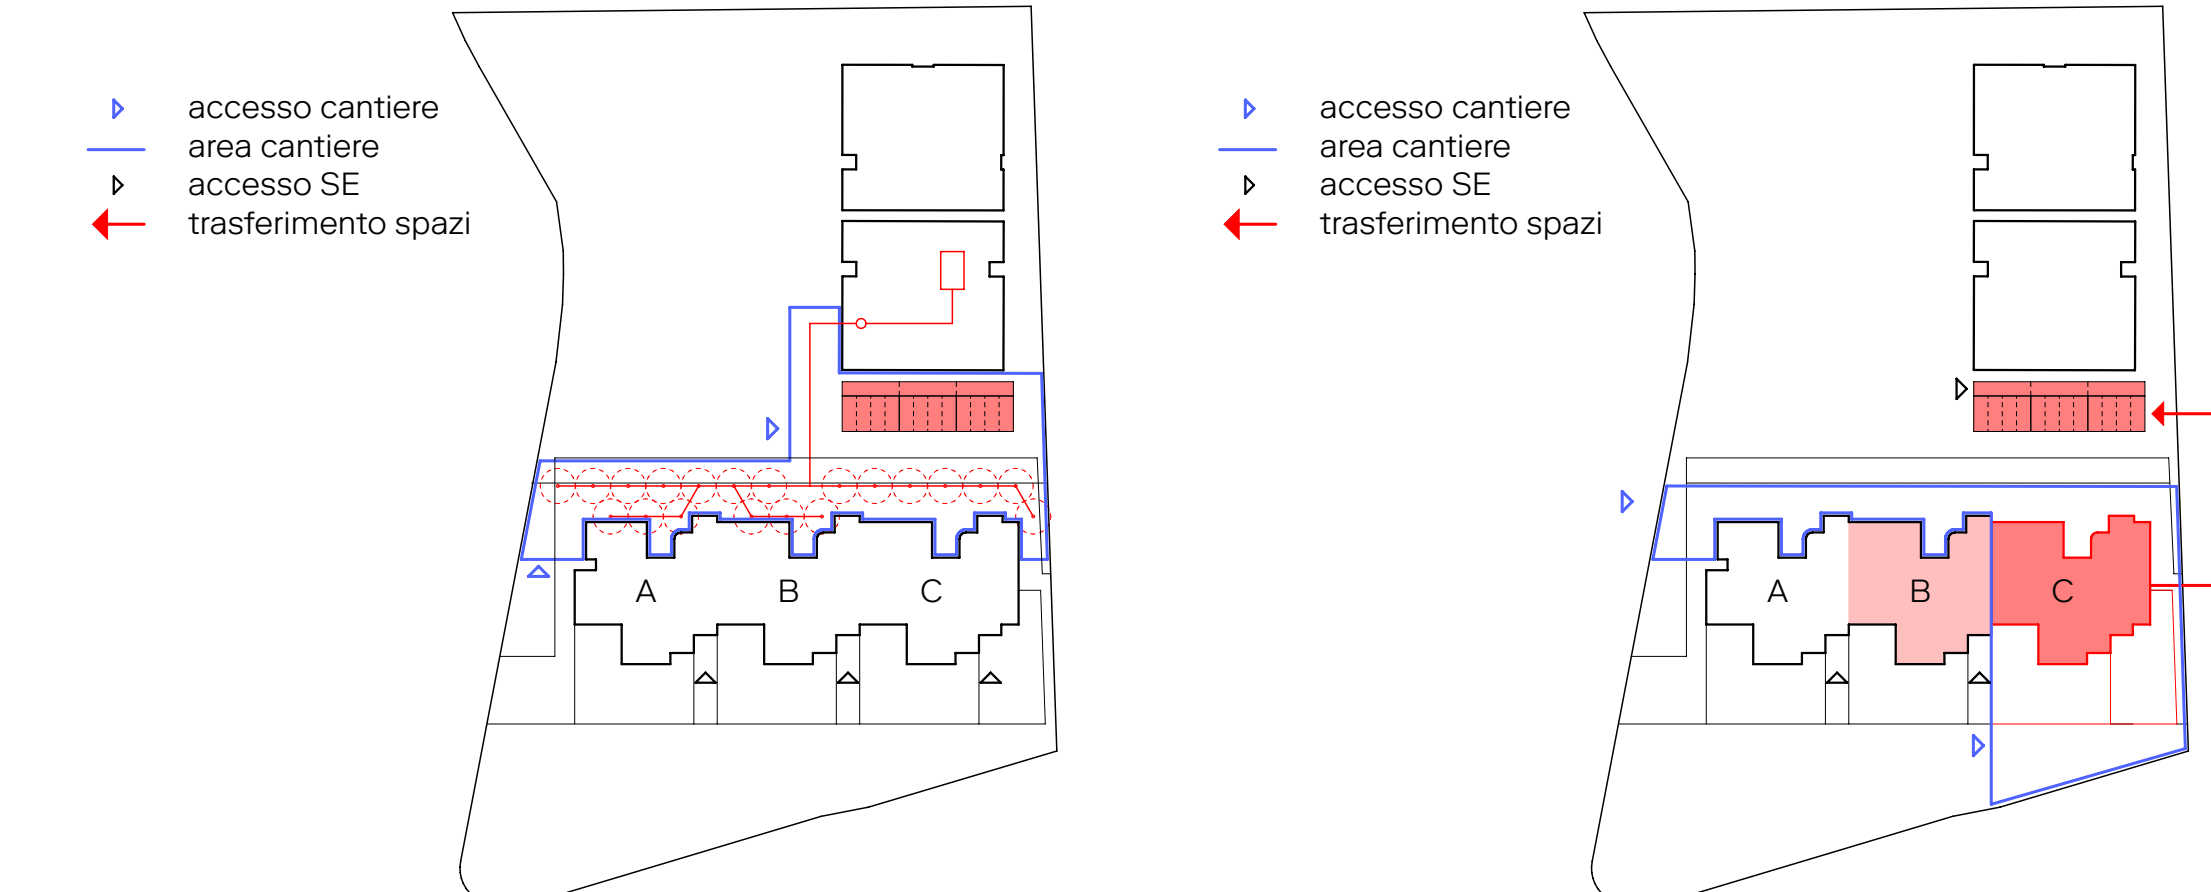 accesso cantiere
area cantiere
accesso SE
trasferimento spazi
A B C
accesso cantiere
area cantiere
accesso SE
trasferimento spazi
A B C